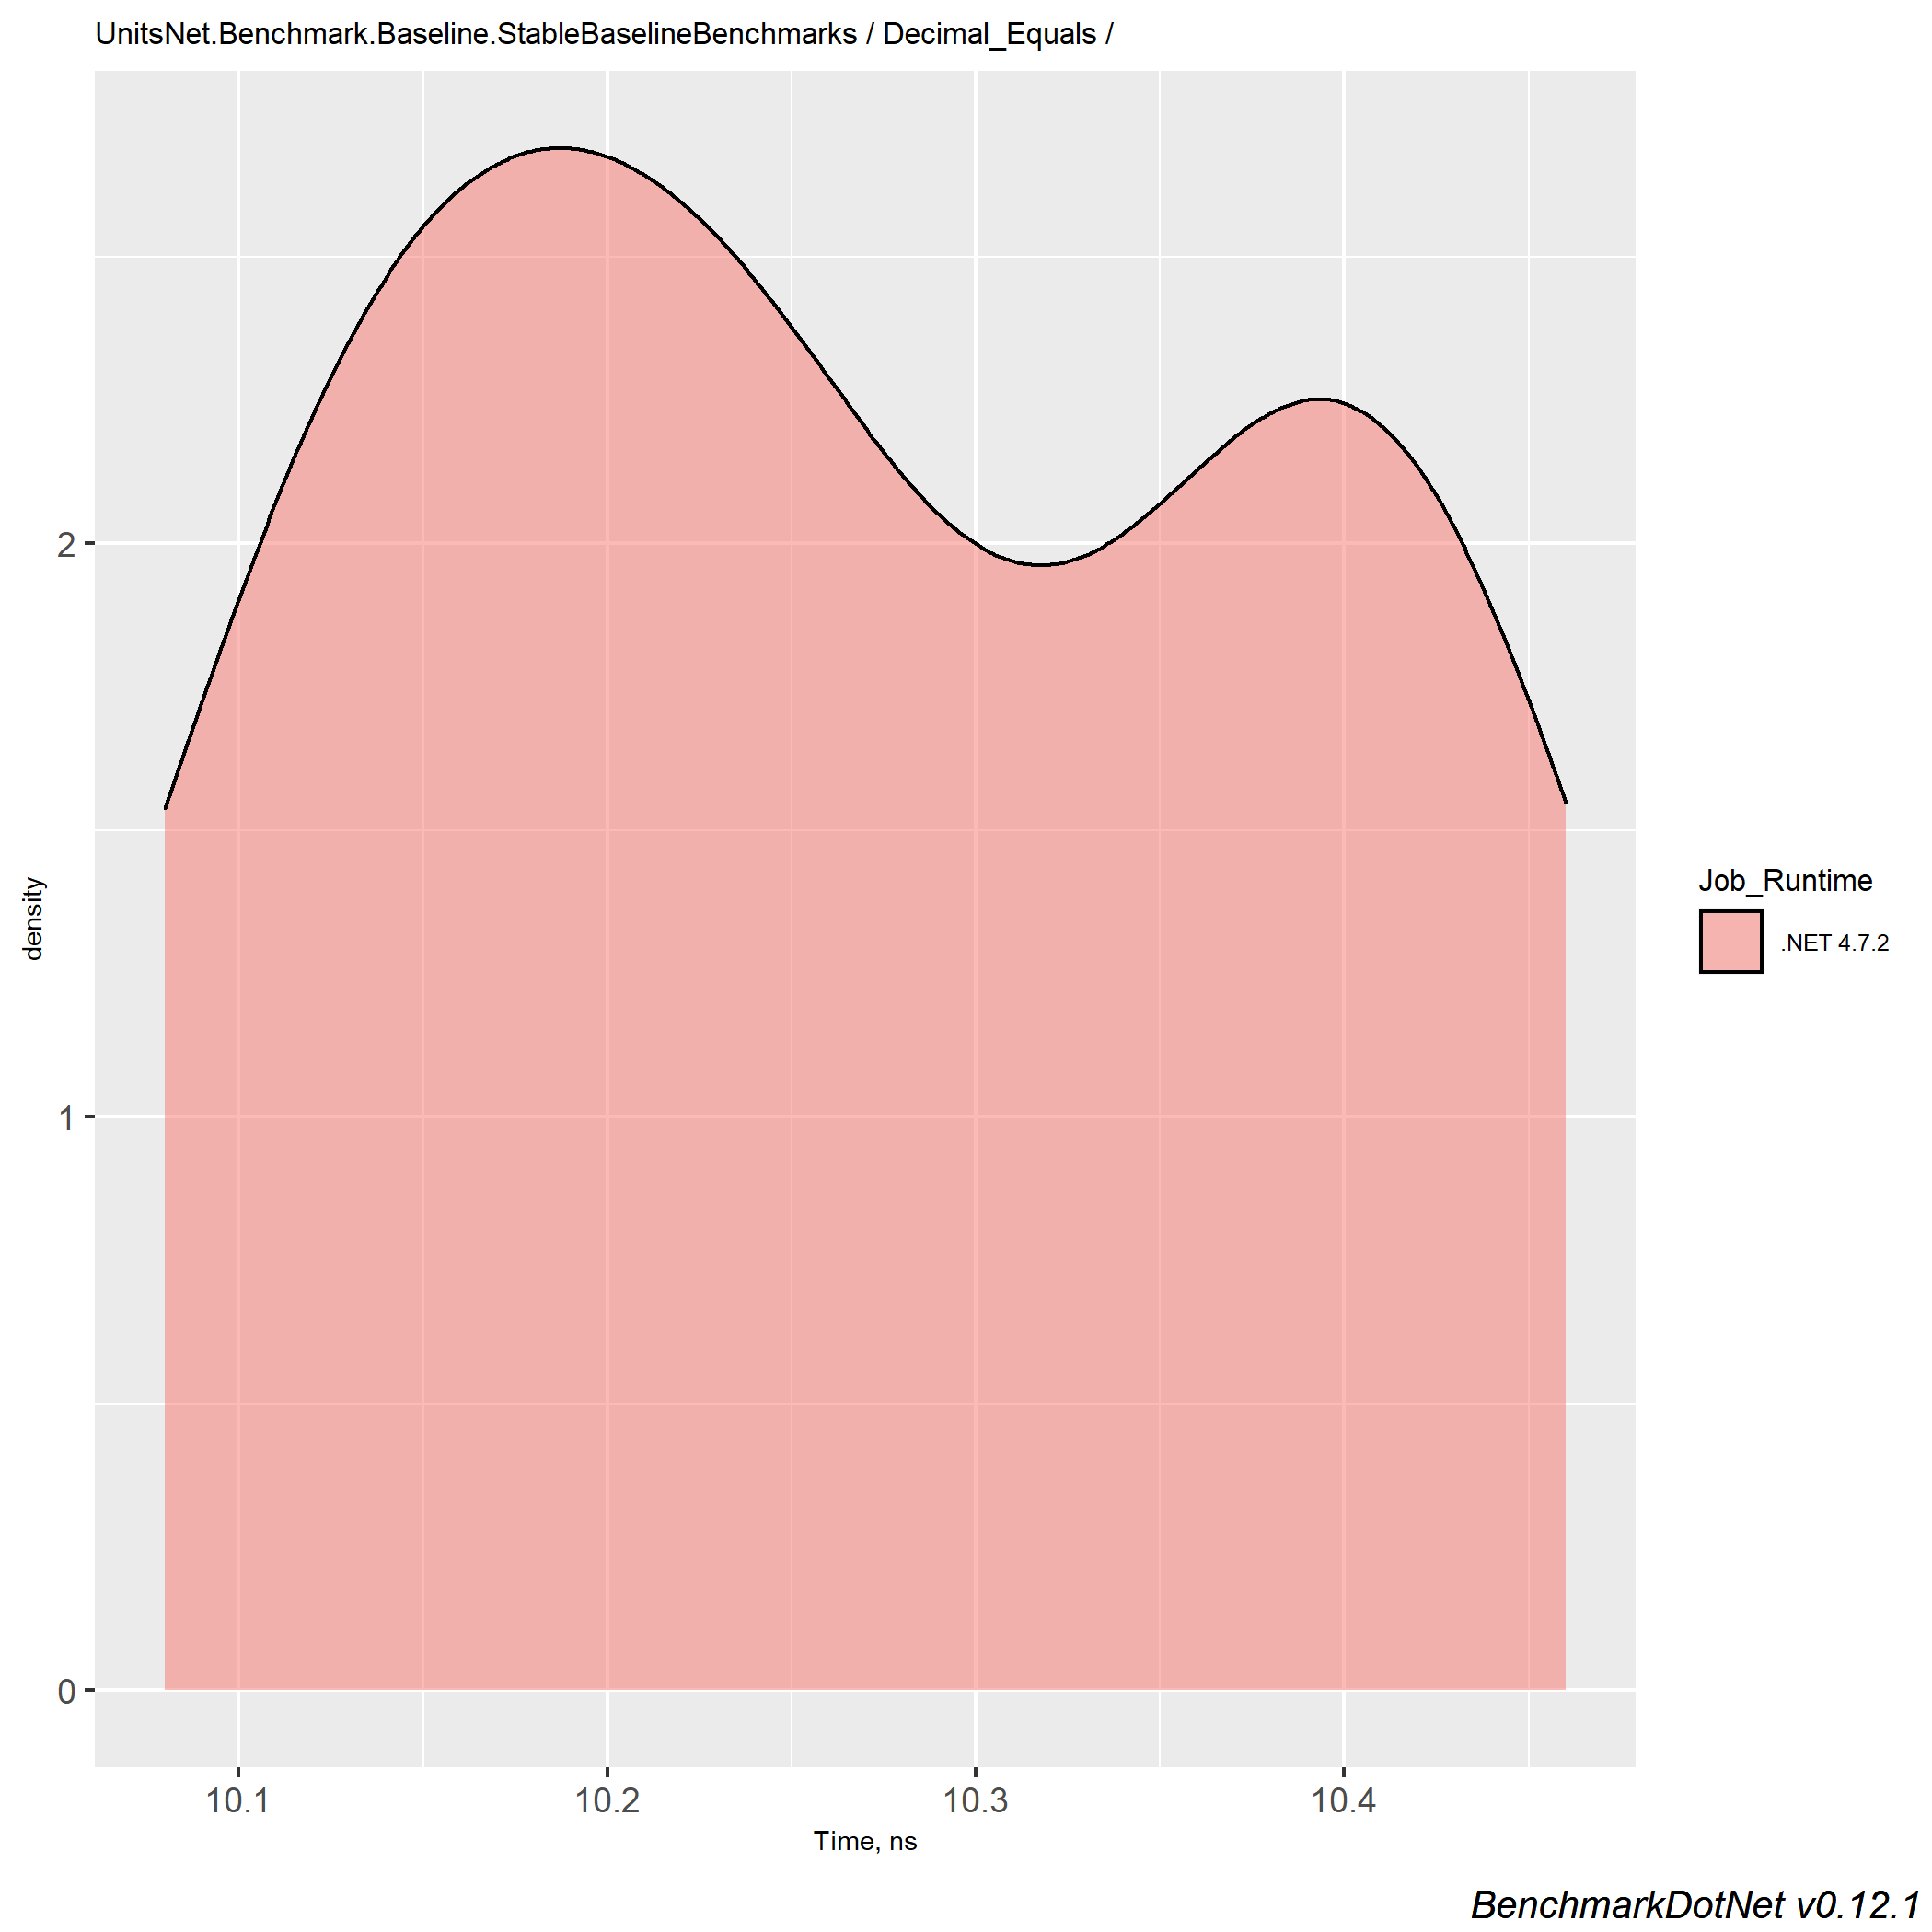 UnitsNet.Benchmark.Baseline.StableBaselineBenchmarks / Decimal_Equals /
2
1
0
density
10.1 10.2 10.3 10.4
Time, ns
Job_Runtime
.NET 4.7.2
BenchmarkDotNet v0.12.1